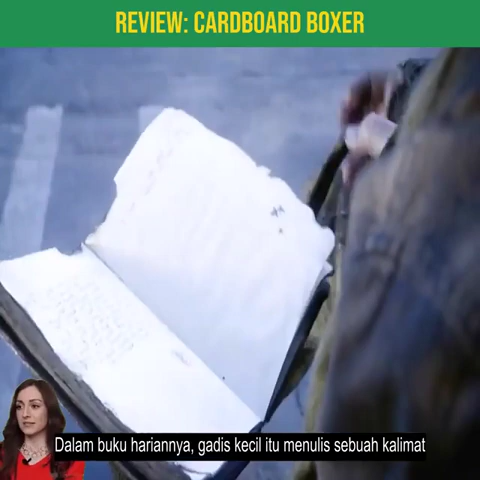 REVIEW: CARDBOARD BOXER
Dalam buku hariannya, gadis kecil itu menulis sebuah kalimat